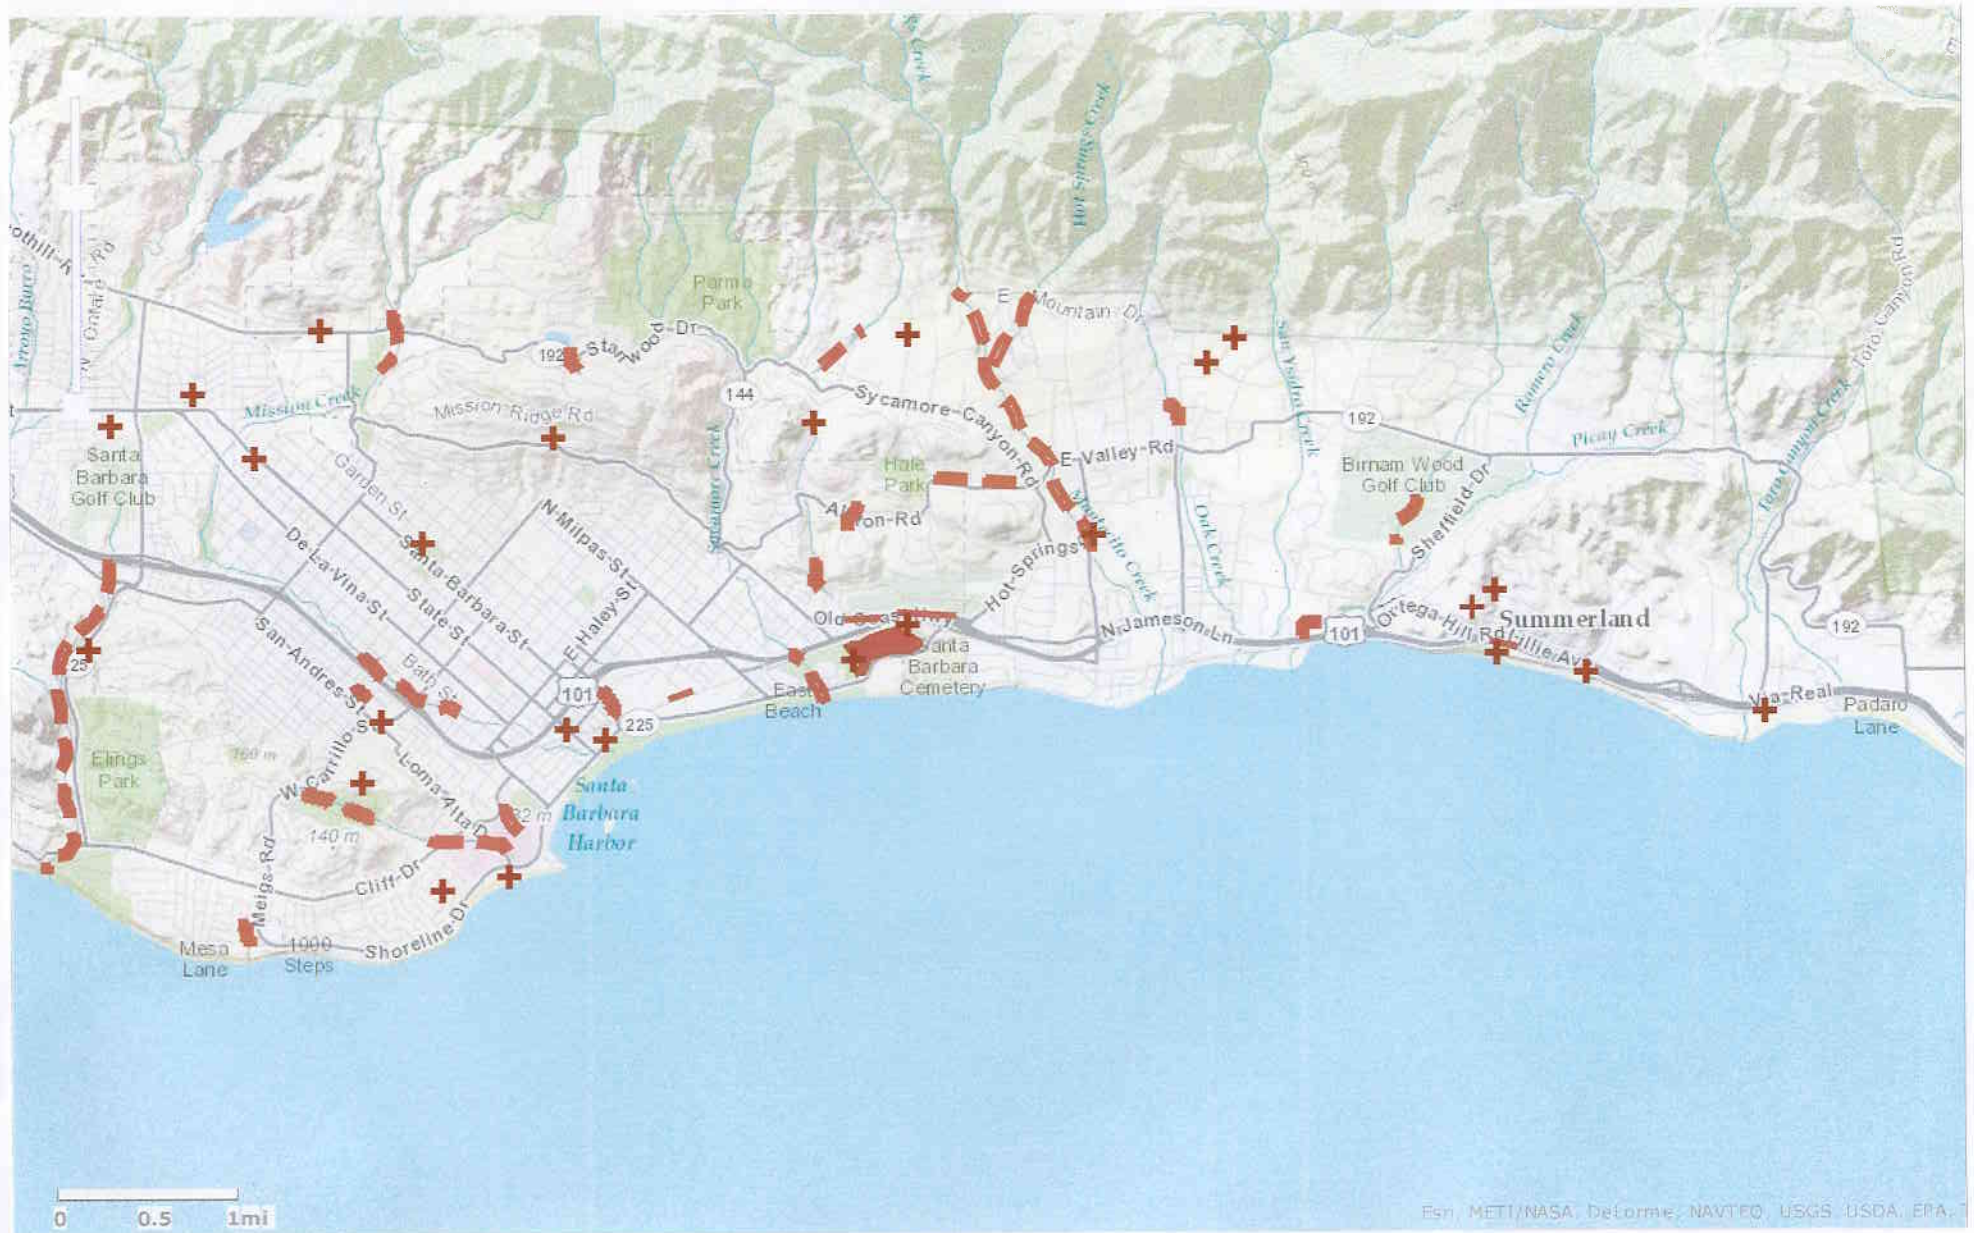 Hot Springs Creek
Arroyo Burro
Parma
Park
E
Mountain Dr
192
Stanwood-Dr
144
Mission Creek
Mission-Ridge Rd
Sycamore-Canyon-Rd
San Ysidro Creek
Romero Creek
Toro Canyon Rd
192
Picay Creek
Toro Canyon Creek
Santa
Barbara
Golf Club
Garden St
Sycamore Creek
Hale
Park
E-Valley-Rd
Birnam Wood
Golf Club
Sheffield-Dr
N-Milpas-St
Montecito Creek
Oak Creek
De-La-Vina-St
Santa-Barbara-St
State-St
E-Haley-St
Hot-Springs
San-Andres-St
Bath St
N-Jameson-Ln
101
Ortega-Hill Rd
Lillie-Av
Summerland
192
Santa
Barbara
Cemetery
101
225
East
Beach
Via-Real
Padaro
Lane
Elings
Park
160 m
W-Carrillo-St
Loma-Alta D
140 m
Santa
Barbara
Harbor
Meigs-Rd
Cliff-Dr
Shoreline-Dr
Mesa
Lane
1000
Steps
0 0.5 1mi
Esri, METI/NASA, DeLorme, NAVTEQ, USGS, USDA, EPA,